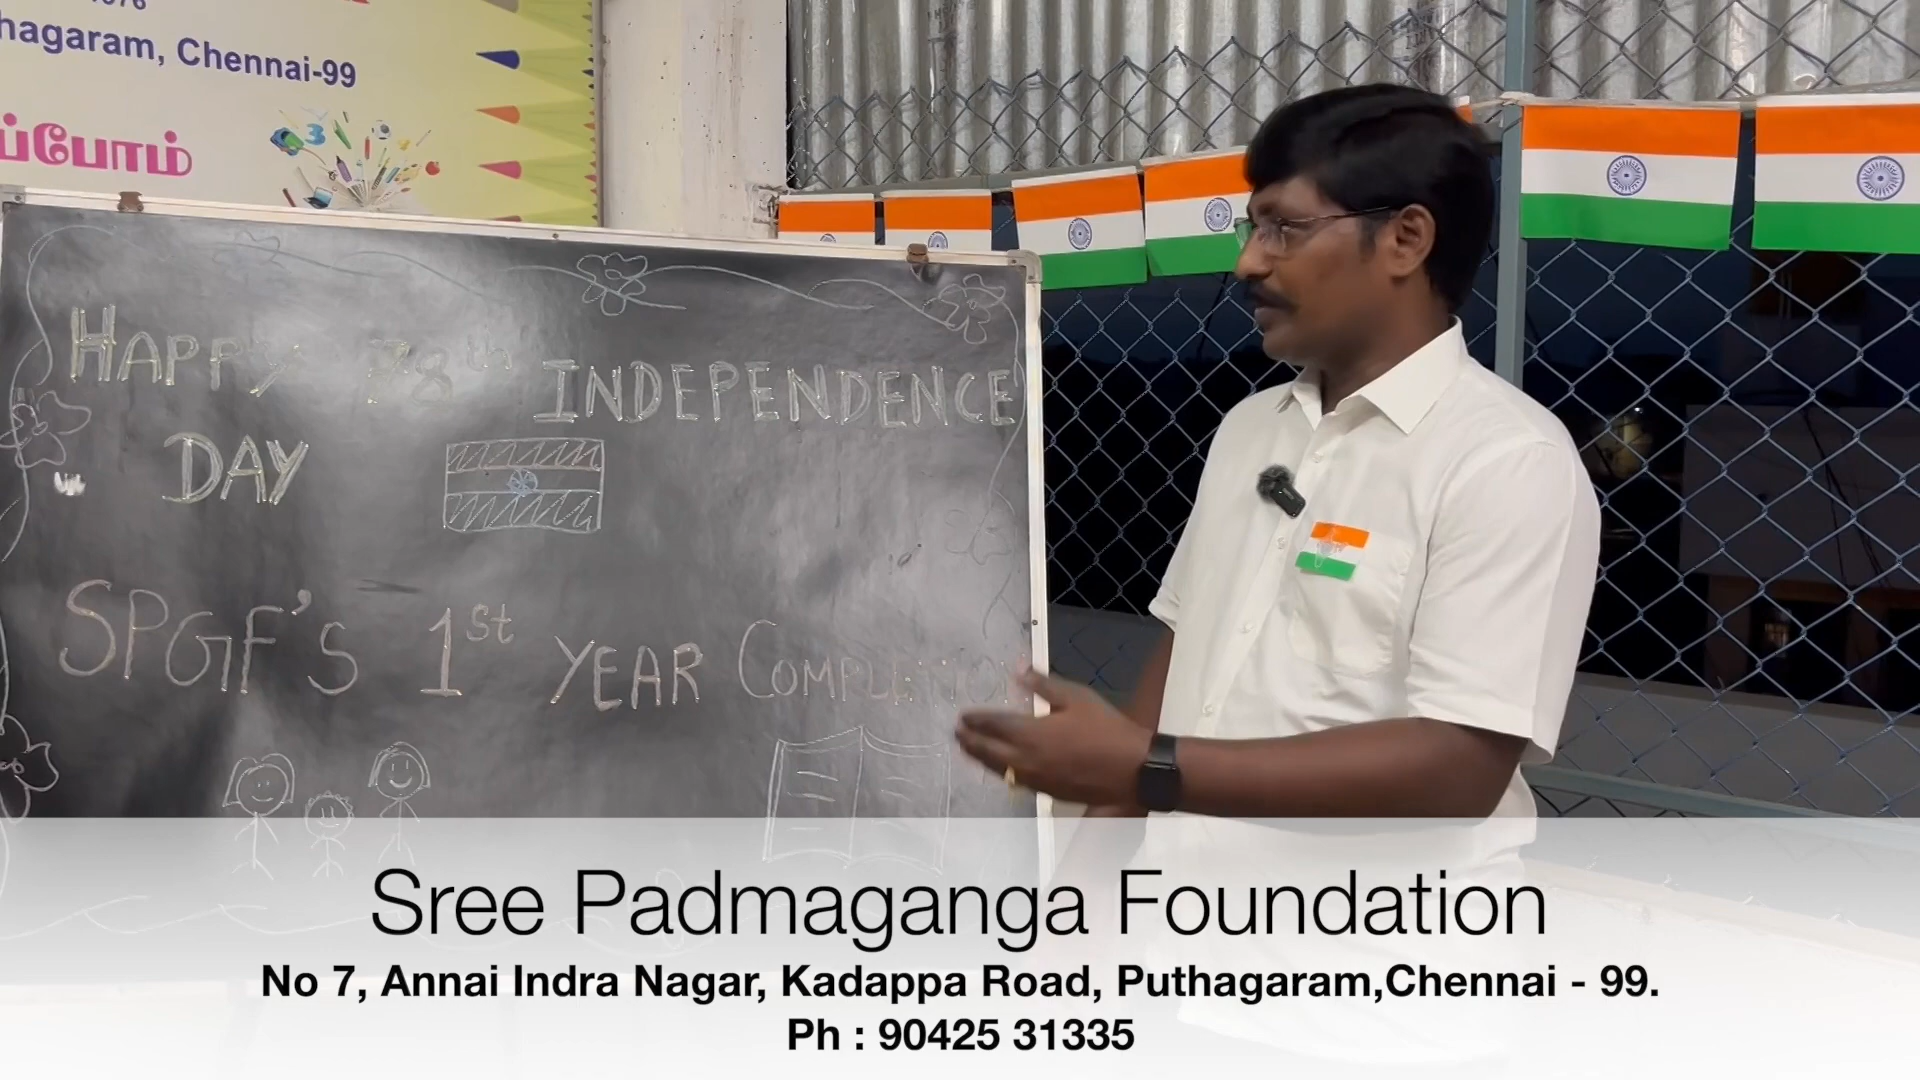 hagaram, Chennai-99
ப்போம்
3
HAPPY 78th INDEPENDENCE
DAY
SPGF'S 1st YEAR COMPLETION
Sree Padmaganga Foundation
No 7, Annai Indra Nagar, Kadappa Road, Puthagaram,Chennai - 99.
Ph : 90425 31335